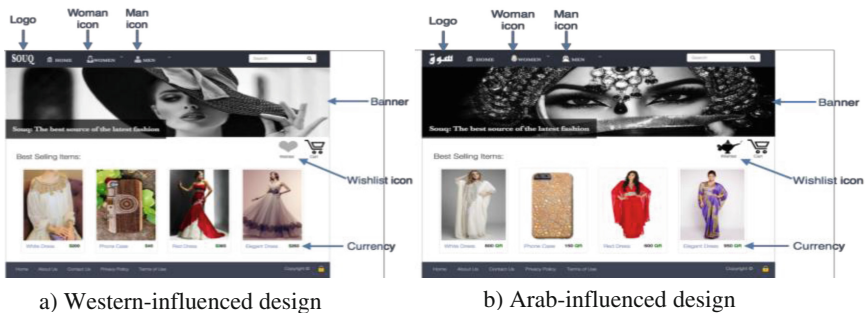 Logo
Woman icon
Man icon
SOUQ
HOME
WOMEN
MEN
Search
Banner
Souq: The best source of the latest fashion
Wishlist icon
Cart
Best Selling Items:
White Dress
Phone Case
Red Dress
Elegant Dress
Currency
Home About Us Contact Us Privacy Policy Terms of Use Copyright ©
a) Western-influenced design
Logo
Woman icon
Man icon
سوق
HOME
WOMEN
MEN
Search
Banner
Souq: The best source of the latest fashion
Wishlist icon
Cart
Best Selling Items:
White Dress
Phone Case
Red Dress
Elegant Dress
Currency
Home About Us Contact Us Privacy Policy Terms of Use Copyright ©
b) Arab-influenced design